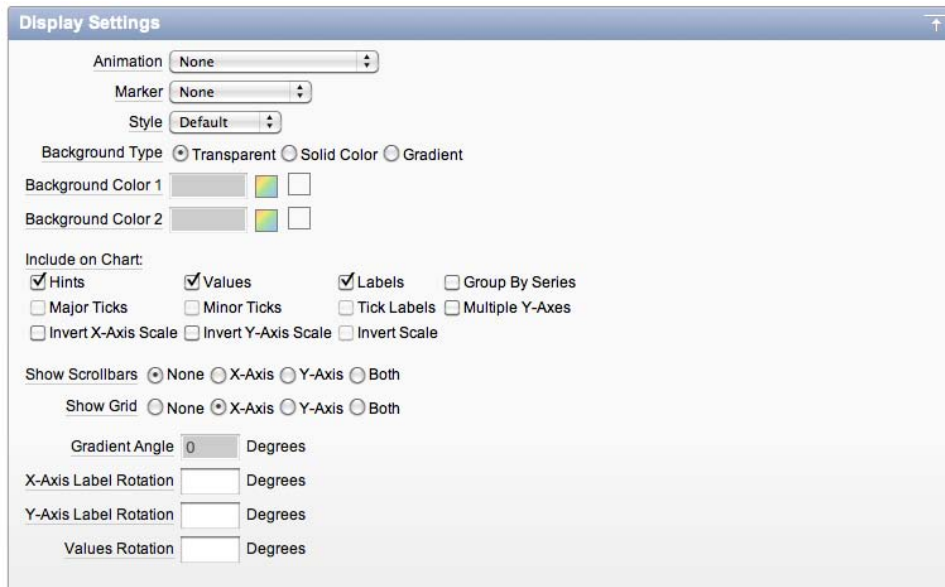 Display Settings
Animation None
Marker None
Style Default
Background Type Transparent Solid Color Gradient
Background Color 1
Background Color 2
Include on Chart:
Hints Values Labels Group By Series
Major Ticks Minor Ticks Tick Labels Multiple Y-Axes
Invert X-Axis Scale Invert Y-Axis Scale Invert Scale
Show Scrollbars None X-Axis Y-Axis Both
Show Grid None X-Axis Y-Axis Both
Gradient Angle 0 Degrees
X-Axis Label Rotation Degrees
Y-Axis Label Rotation Degrees
Values Rotation Degrees